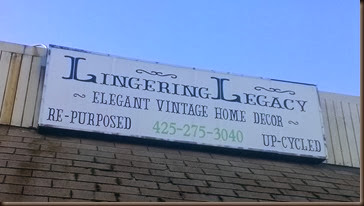 LINGERING LEGACY
~ ELEGANT VINTAGE HOME DECOR ~
RE-PURPOSED 425-275-3040 UP-CYCLED